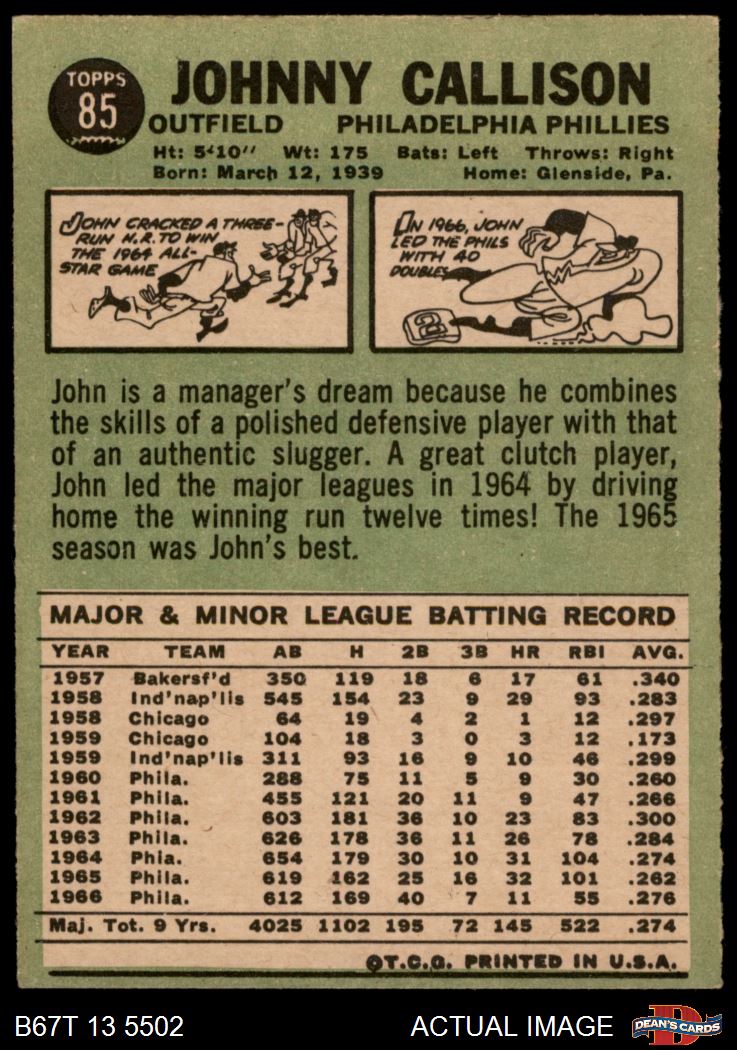 TOPPS
85
JOHNNY CALLISON
OUTFIELD PHILADELPHIA PHILLIES
Ht: 5'10" Wt: 175 Bats: Left Throws: Right
Born: March 12, 1939 Home: Glenside, Pa.
JOHN CRACKED A THREE-
RUN H.R. TO WIN
THE 1964 ALL-
STAR GAME
IN 1966, JOHN
LED THE PHILS
WITH 40
DOUBLES
2
John is a manager's dream because he combines
the skills of a polished defensive player with that
of an authentic slugger. A great clutch player,
John led the major leagues in 1964 by driving
home the winning run twelve times! The 1965
season was John's best.
MAJOR & MINOR LEAGUE BATTING RECORD
YEAR TEAM AB H 2B 3B HR RBI AVG.
1957 Bakersf'd 350 119 18 6 17 61 .340
1958 Ind'nap'lis 545 154 23 9 29 93 .283
1958 Chicago 64 19 4 2 1 12 .297
1959 Chicago 104 18 3 0 3 12 .173
1959 Ind'nap'lis 311 93 16 9 10 46 .299
1960 Phila. 288 75 11 5 9 30 .260
1961 Phila. 455 121 20 11 9 47 .266
1962 Phila. 603 181 36 10 23 83 .300
1963 Phila. 626 178 36 11 26 78 .284
1964 Phia. 654 179 30 10 31 104 .274
1965 Phila. 619 162 25 16 32 101 .262
1966 Phila. 612 169 40 7 11 55 .276
Maj. Tot. 9 Yrs. 4025 1102 195 72 145 522 .274
©T.C.G. PRINTED IN U.S.A.
B67T 13 5502 ACTUAL IMAGE
DEAN'S CARDS